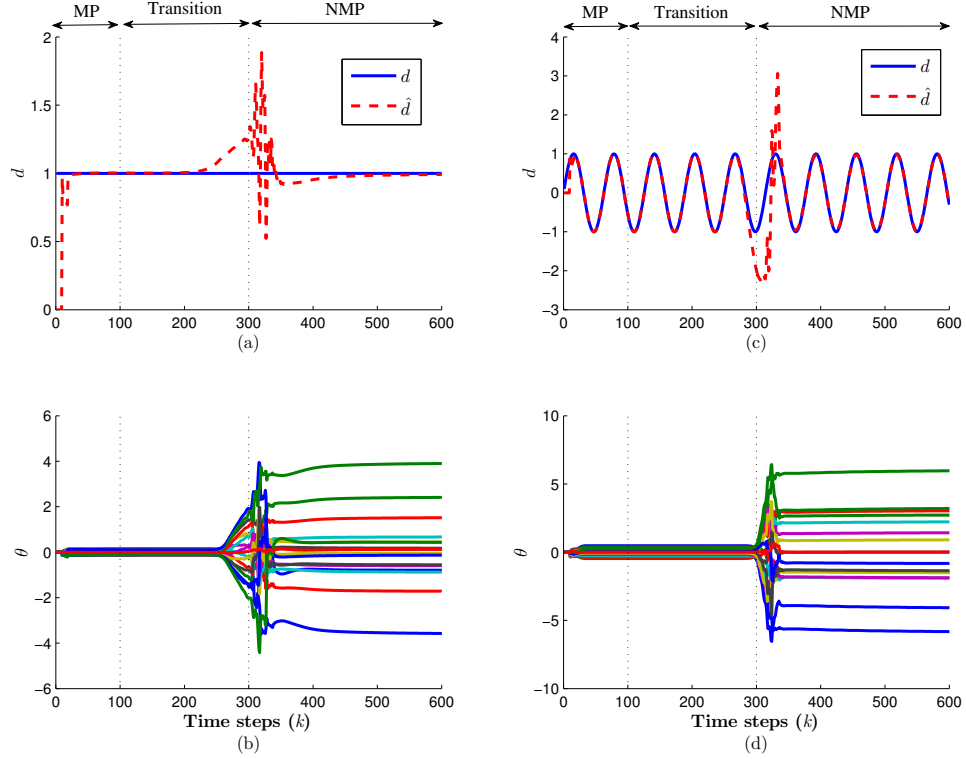 MP Transition NMP
2
1.5
1
0.5
0
d
d
d̂
0 100 200 300 400 500 600
(a)
MP Transition NMP
4
3
2
1
0
−1
−2
−3
d
d
d̂
0 100 200 300 400 500 600
(c)
6
4
2
0
−2
−4
−6
θ
0 100 200 300 400 500 600
Time steps (k)
(b)
10
5
0
−5
−10
θ
0 100 200 300 400 500 600
Time steps (k)
(d)